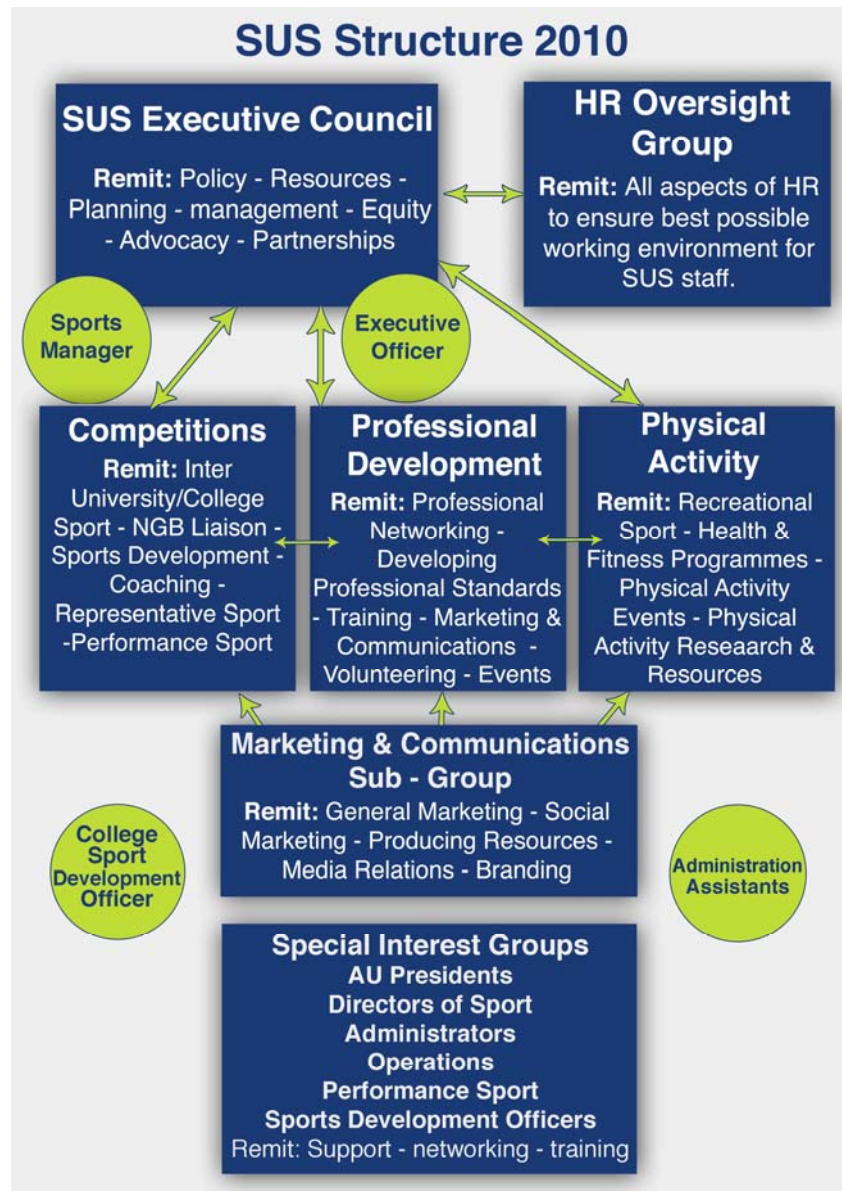 SUS Structure 2010
SUS Executive Council
Remit: Policy - Resources -
Planning - management - Equity
- Advocacy - Partnerships
HR Oversight
Group
Remit: All aspects of HR
to ensure best possible
working environment for
SUS staff.
Sports
Manager
Executive
Officer
Competitions
Remit: Inter
University/College
Sport - NGB Liaison -
Sports Development -
Coaching -
Representative Sport
-Performance Sport
Professional
Development
Remit: Professional
Networking -
Developing
Professional Standards
- Training - Marketing &
Communications -
Volunteering - Events
Physical
Activity
Remit: Recreational
Sport - Health &
Fitness Programmes -
Physical Activity
Events - Physical
Activity Reseaarch &
Resources
Marketing & Communications
Sub - Group
Remit: General Marketing - Social
Marketing - Producing Resources -
Media Relations - Branding
College
Sport
Development
Officer
Administration
Assistants
Special Interest Groups
AU Presidents
Directors of Sport
Administrators
Operations
Performance Sport
Sports Development Officers
Remit: Support - networking - training